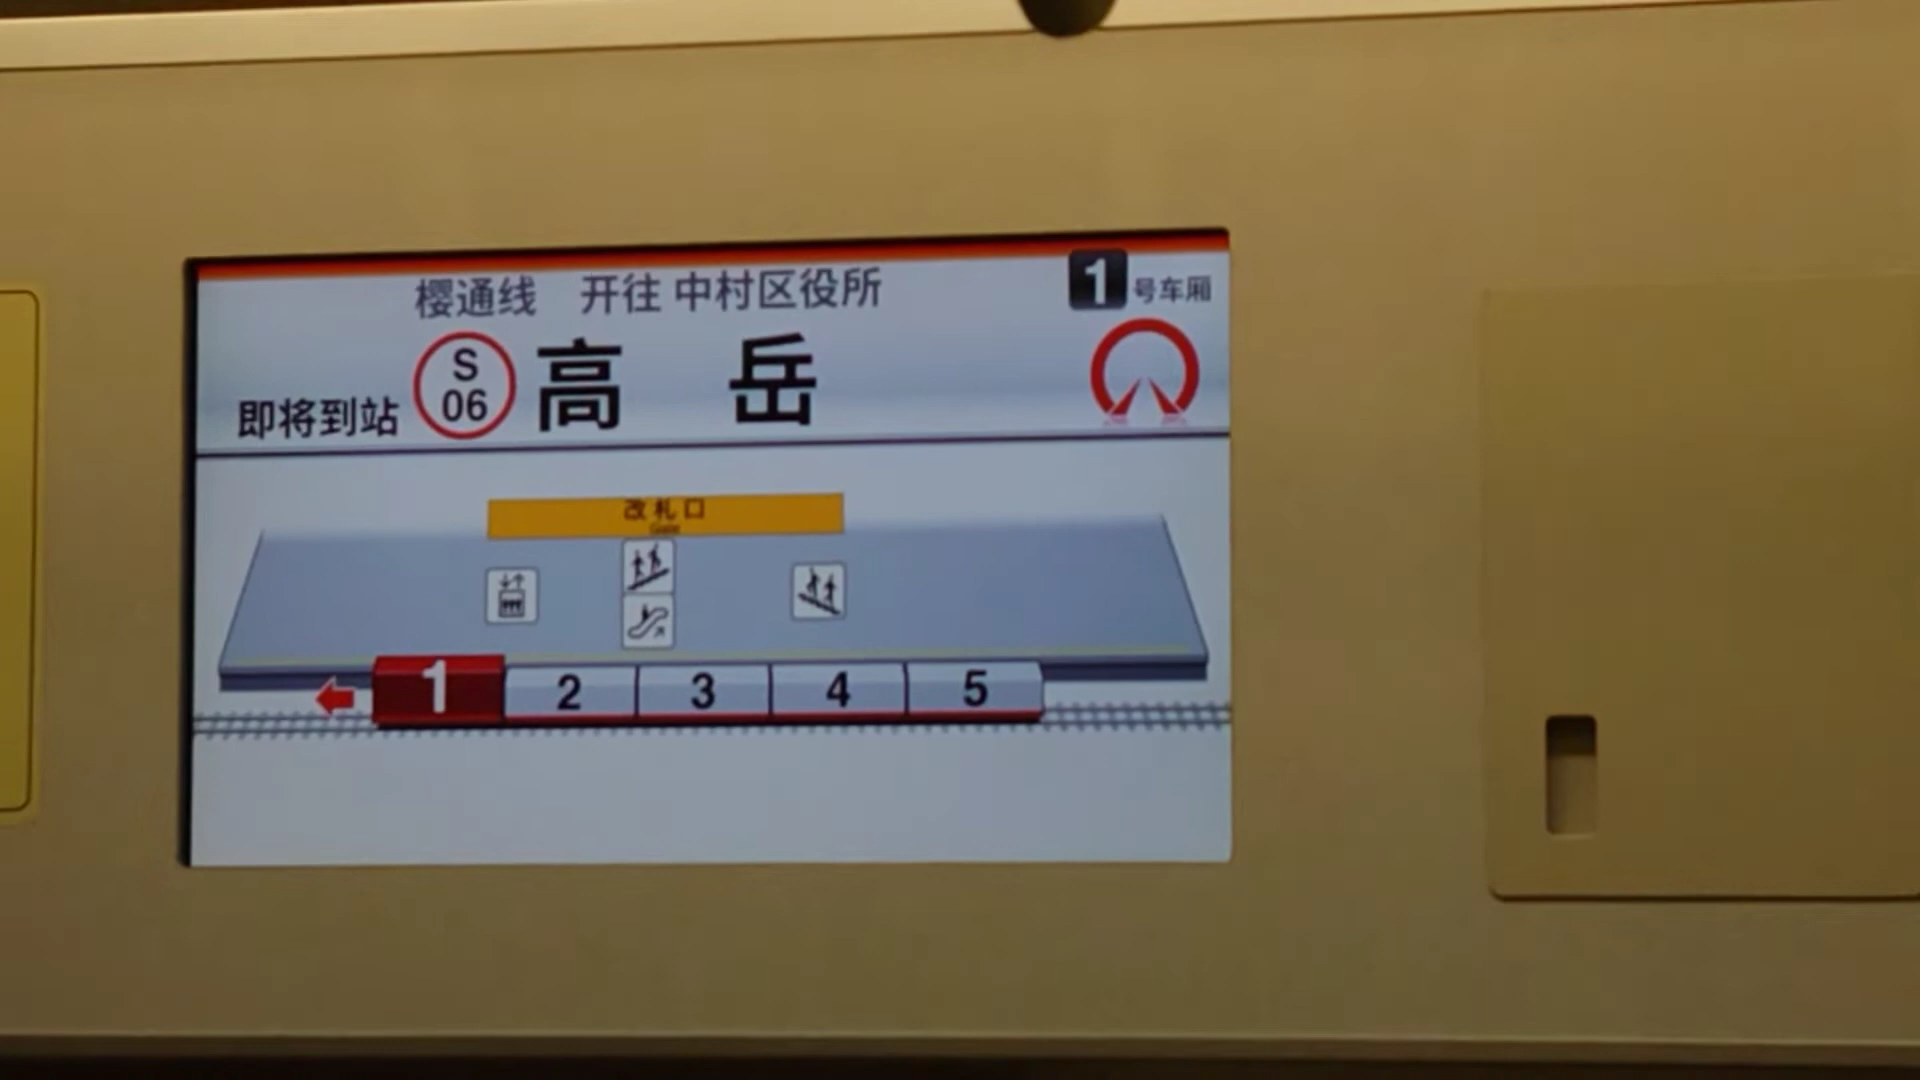 樱通线 开往 中村区役所
1 号车厢
即将到站 S 06 高岳
改札口
Gate
1 2 3 4 5